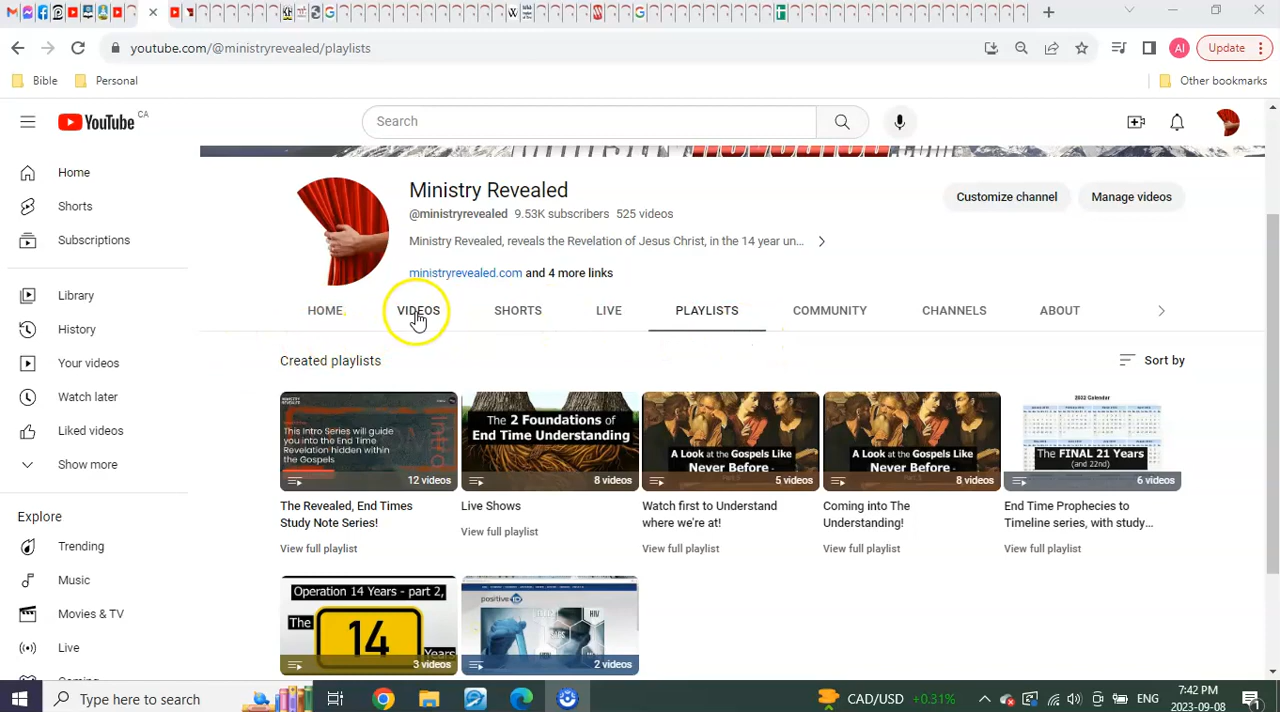 youtube.com/@ministryrevealed/playlists
Update
Bible
Personal
Other bookmarks
YouTube CA
Search
Home
Shorts
Subscriptions
Library
History
Your videos
Watch later
Liked videos
Show more
Explore
Trending
Music
Movies & TV
Live
Ministry Revealed
@ministryrevealed 9.53K subscribers 525 videos
Ministry Revealed, reveals the Revelation of Jesus Christ, in the 14 year un...
ministryrevealed.com and 4 more links
Customize channel
Manage videos
HOME VIDEOS SHORTS LIVE PLAYLISTS COMMUNITY CHANNELS ABOUT
Created playlists
Sort by
MINISTRY REVEALED
This Intro Series will guide
you into the End Time
Revelation hidden within
the Gospels
12 videos
The Revealed, End Times
Study Note Series!
View full playlist
The 2 Foundations of
End Time Understanding
8 videos
Live Shows
View full playlist
A Look at the Gospels Like
Never Before -
5 videos
Watch first to Understand
where we're at!
View full playlist
A Look at the Gospels Like
Never Before -
8 videos
Coming into The
Understanding!
View full playlist
2022 Calendar
The FINAL 21 Years
(and 22nd)
6 videos
End Time Prophecies to
Timeline series, with study...
View full playlist
Operation 14 Years - part 2,
The
14
Years
3 videos
positiveID
HIV
2 videos
Type here to search
CAD/USD +0.31%
ENG
7:42 PM
2023-09-08